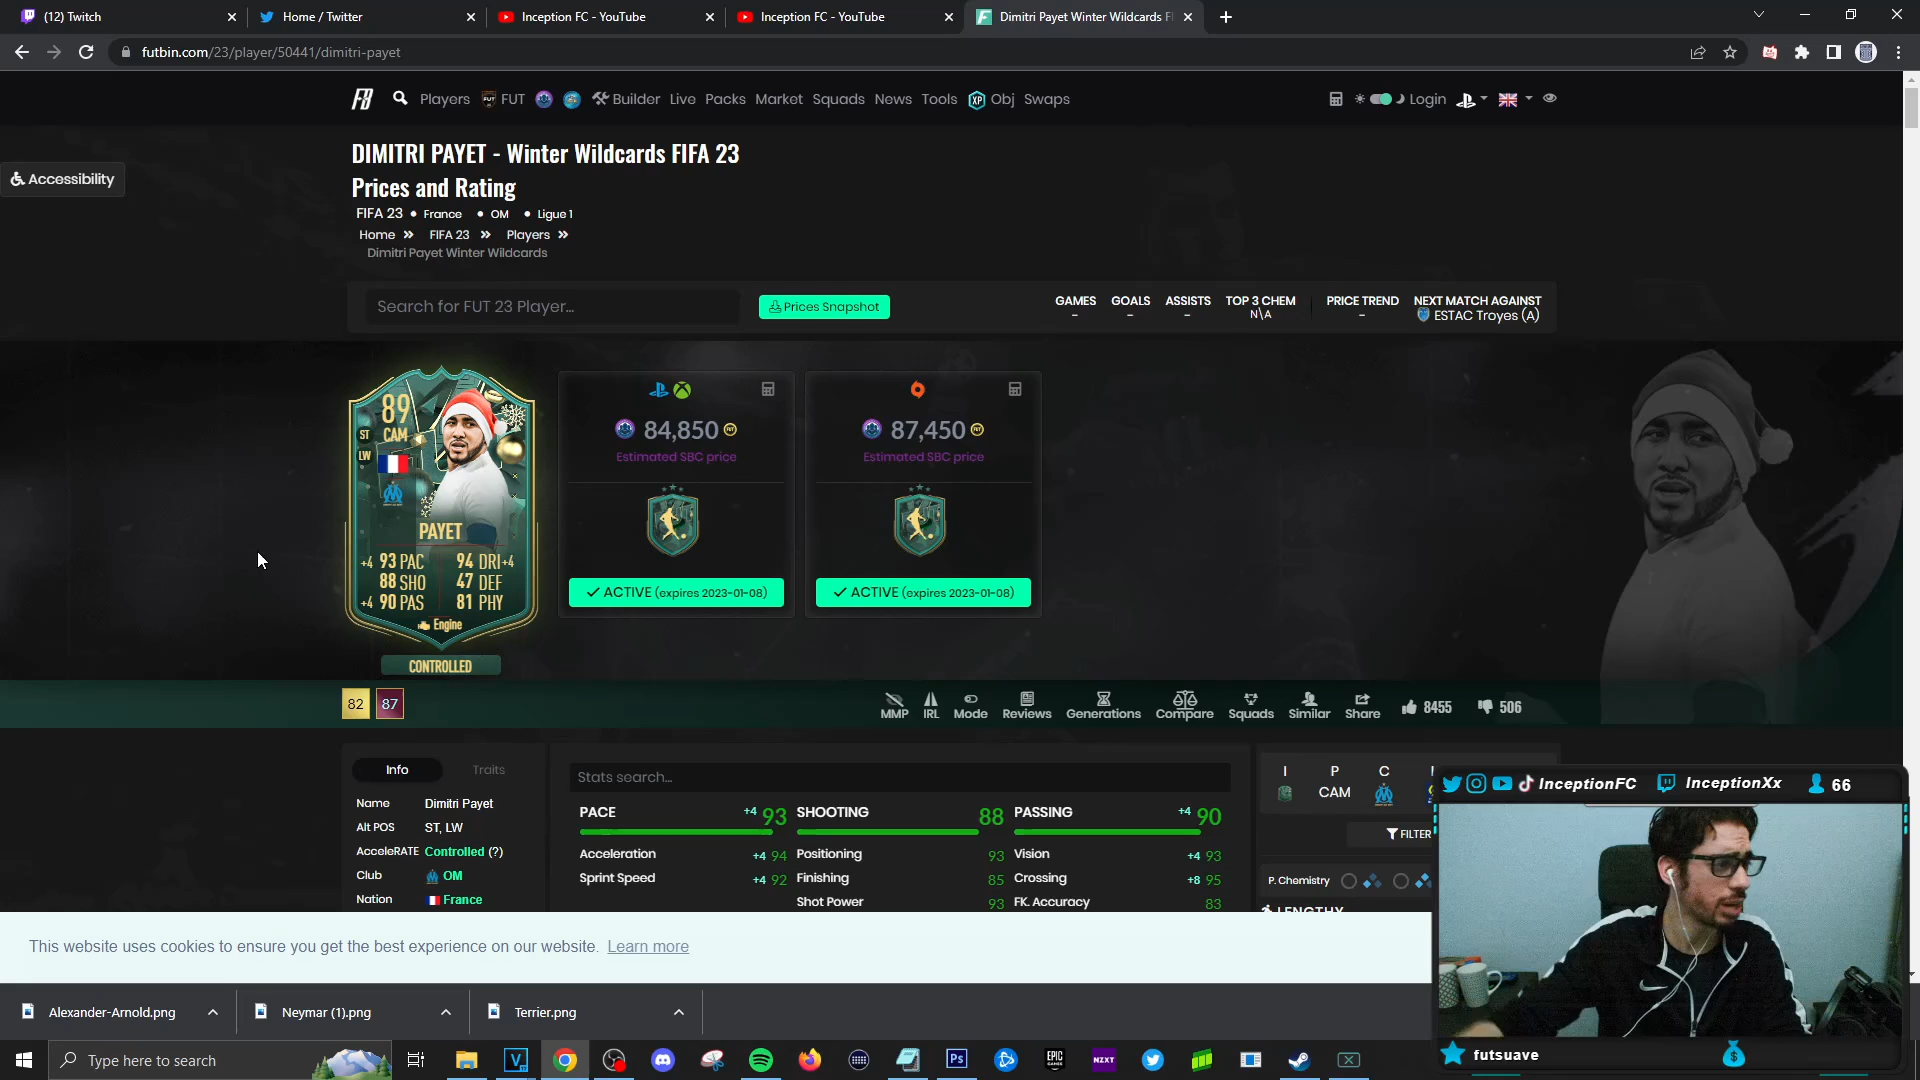 (12) Twitch
Home / Twitter
Inception FC - YouTube
Inception FC - YouTube
Dimitri Payet Winter Wildcards F
futbin.com/23/player/50441/dimitri-payet
Players
FUT
Builder
Live
Packs
Market
Squads
News
Tools
XP
Obj
Swaps
Login
DIMITRI PAYET - Winter Wildcards FIFA 23
Prices and Rating
Accessibility
FIFA 23 • France • OM • Ligue 1
Home » FIFA 23 » Players »
Dimitri Payet Winter Wildcards
Search for FUT 23 Player...
Prices Snapshot
GAMES
-
GOALS
-
ASSISTS
-
TOP 3 CHEM
N\A
PRICE TREND
-
NEXT MATCH AGAINST
ESTAC Troyes (A)
89
CAM
ST
LW
PAYET
+4 93 PAC
94 DRI+4
88 SHO
47 DEF
+4 90 PAS
81 PHY
Engine
CONTROLLED
84,850
Estimated SBC price
ACTIVE (expires 2023-01-08)
87,450
Estimated SBC price
ACTIVE (expires 2023-01-08)
82
87
MMP
IRL
Mode
Reviews
Generations
Compare
Squads
Similar
Share
8455
506
Info
Traits
Name Dimitri Payet
Alt POS ST, LW
AcceleRATE Controlled (?)
Club OM
Nation France
Stats search...
PACE +4 93
Acceleration +4 94
Sprint Speed +4 92
SHOOTING 88
Positioning 93
Finishing 85
Shot Power 93
PASSING +4 90
Vision +4 93
Crossing +8 95
FK. Accuracy 83
I
P
C
CAM
FILTER
P. Chemistry
LENGTHY
InceptionFC
InceptionXx
66
futsuave
This website uses cookies to ensure you get the best experience on our website. Learn more
Alexander-Arnold.png
Neymar (1).png
Terrier.png
Type here to search
V
Ps
EPIC
GAMES
NZXT